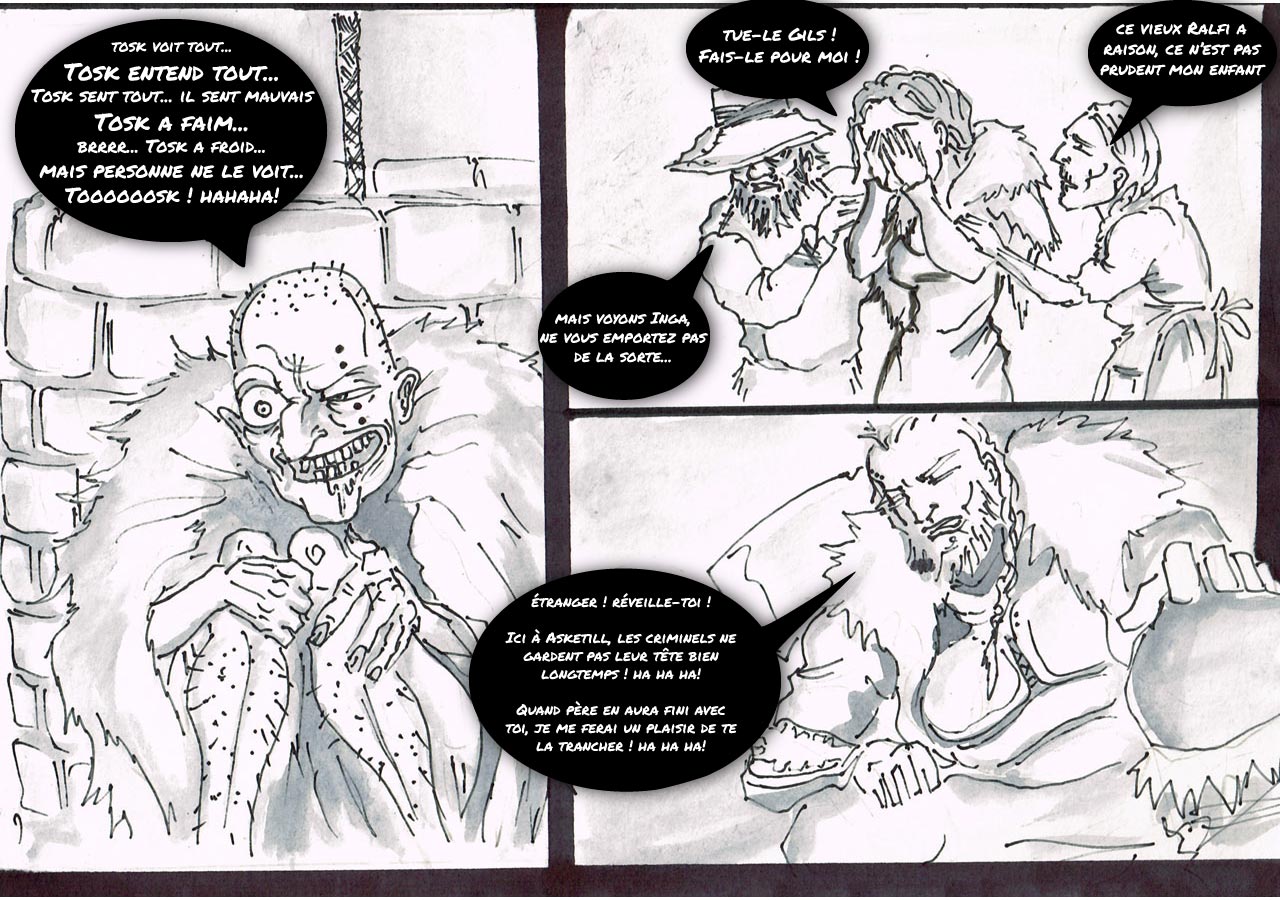 TOSK VOIT TOUT...
TOSK ENTEND TOUT...
TOSK SENT TOUT... IL SENT MAUVAIS
TOSK A FAIM...
BRRRR... TOSK A FROID...
MAIS PERSONNE NE LE VOIT...
TOOOOOOSK ! HAHAHA!
TUE-LE GILS !
FAIS-LE POUR MOI !
CE VIEUX RALFI A
RAISON, CE N'EST PAS
PRUDENT MON ENFANT
MAIS VOYONS INGA,
NE VOUS EMPORTEZ PAS
DE LA SORTE...
ÉTRANGER ! RÉVEILLE-TOI !
ICI À ASKETILL, LES CRIMINELS NE
GARDENT PAS LEUR TÊTE BIEN
LONGTEMPS ! HA HA HA!
QUAND PÈRE EN AURA FINI AVEC
TOI, JE ME FERAI UN PLAISIR DE TE
LA TRANCHER ! HA HA HA!